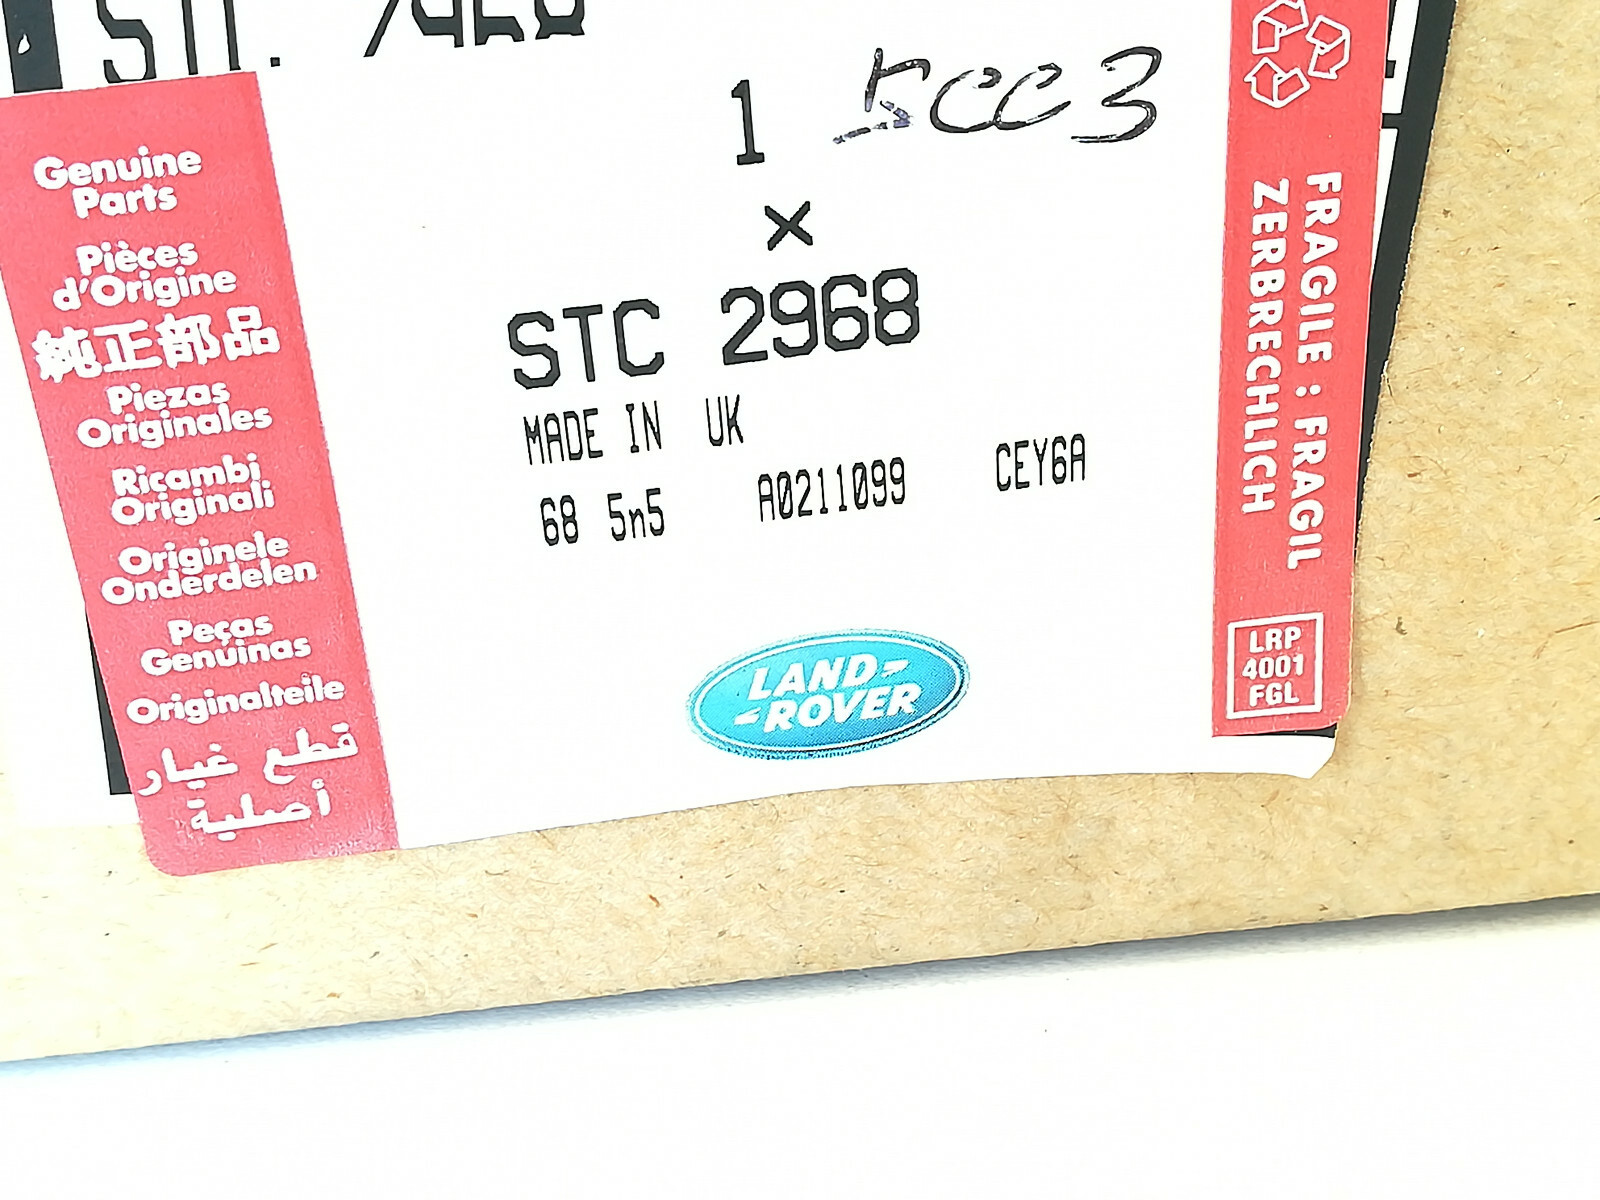 1
×
STC 2968
MADE IN UK
68 5n5 A0211099 CEY6A
LAND-
-ROVER
Genuine
Parts
Pièces
d'Origine
純正部品
Piezas
Originales
Ricambi
Originali
Originele
Onderdelen
Peças
Genuinas
Originalteile
قطع غيار
أصلية
FRAGILE : FRAGIL
ZERBRECHLICH
LRP
4001
FGL